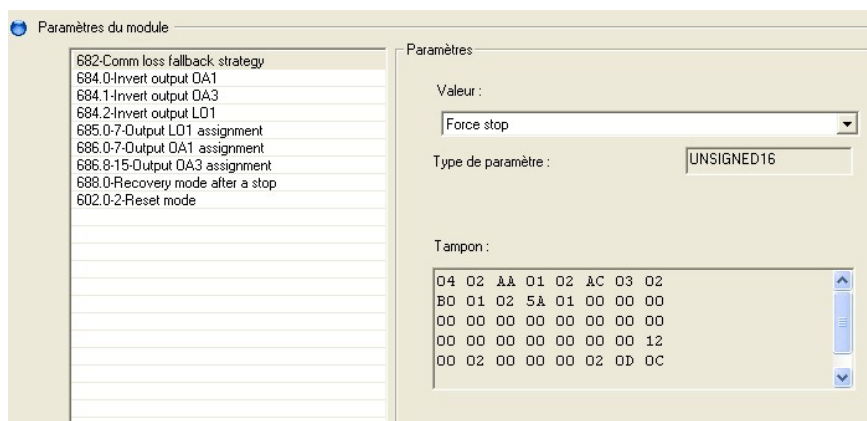 Paramètres du module
682-Comm loss fallback strategy
684.0-Invert output OA1
684.1-Invert output OA3
684.2-Invert output LO1
685.0-7-Output LO1 assignment
686.0-7-Output OA1 assignment
686.8-15-Output OA3 assignment
688.0-Recovery mode after a stop
602.0-2-Reset mode
Paramètres
Valeur :
Force stop
Type de paramètre :
UNSIGNED16
Tampon :
04 02 AA 01 02 AC 03 02
B0 01 02 5A 01 00 00 00
00 00 00 00 00 00 00 00
00 00 00 00 00 00 00 12
00 02 00 00 00 02 0D 0C